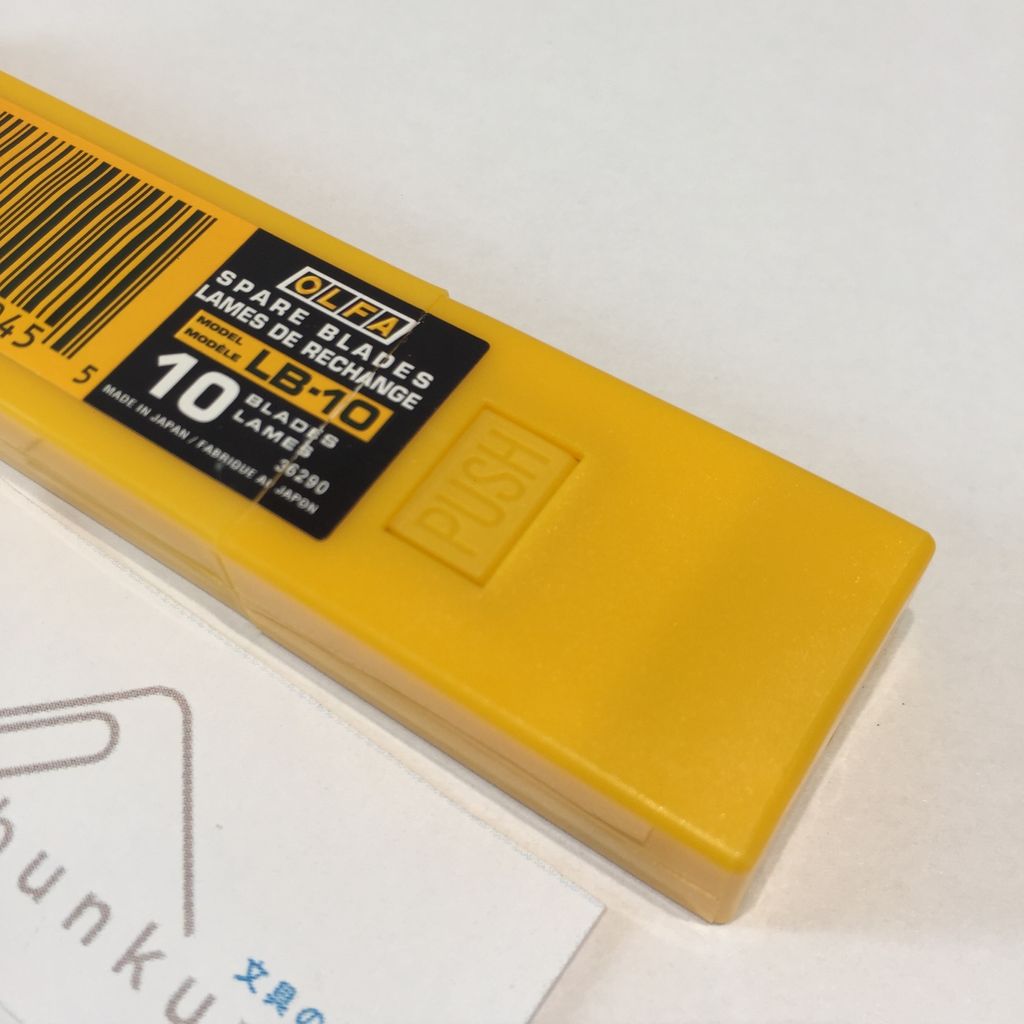 OLFA
SPARE BLADES
LAMES DE RECHANGE
MODEL
MODÈLE
LB-10
10
BLADES
LAMES
36290
MADE IN JAPAN / FABRIQUÉ AU JAPON
45
5
PUSH
unku
文具の